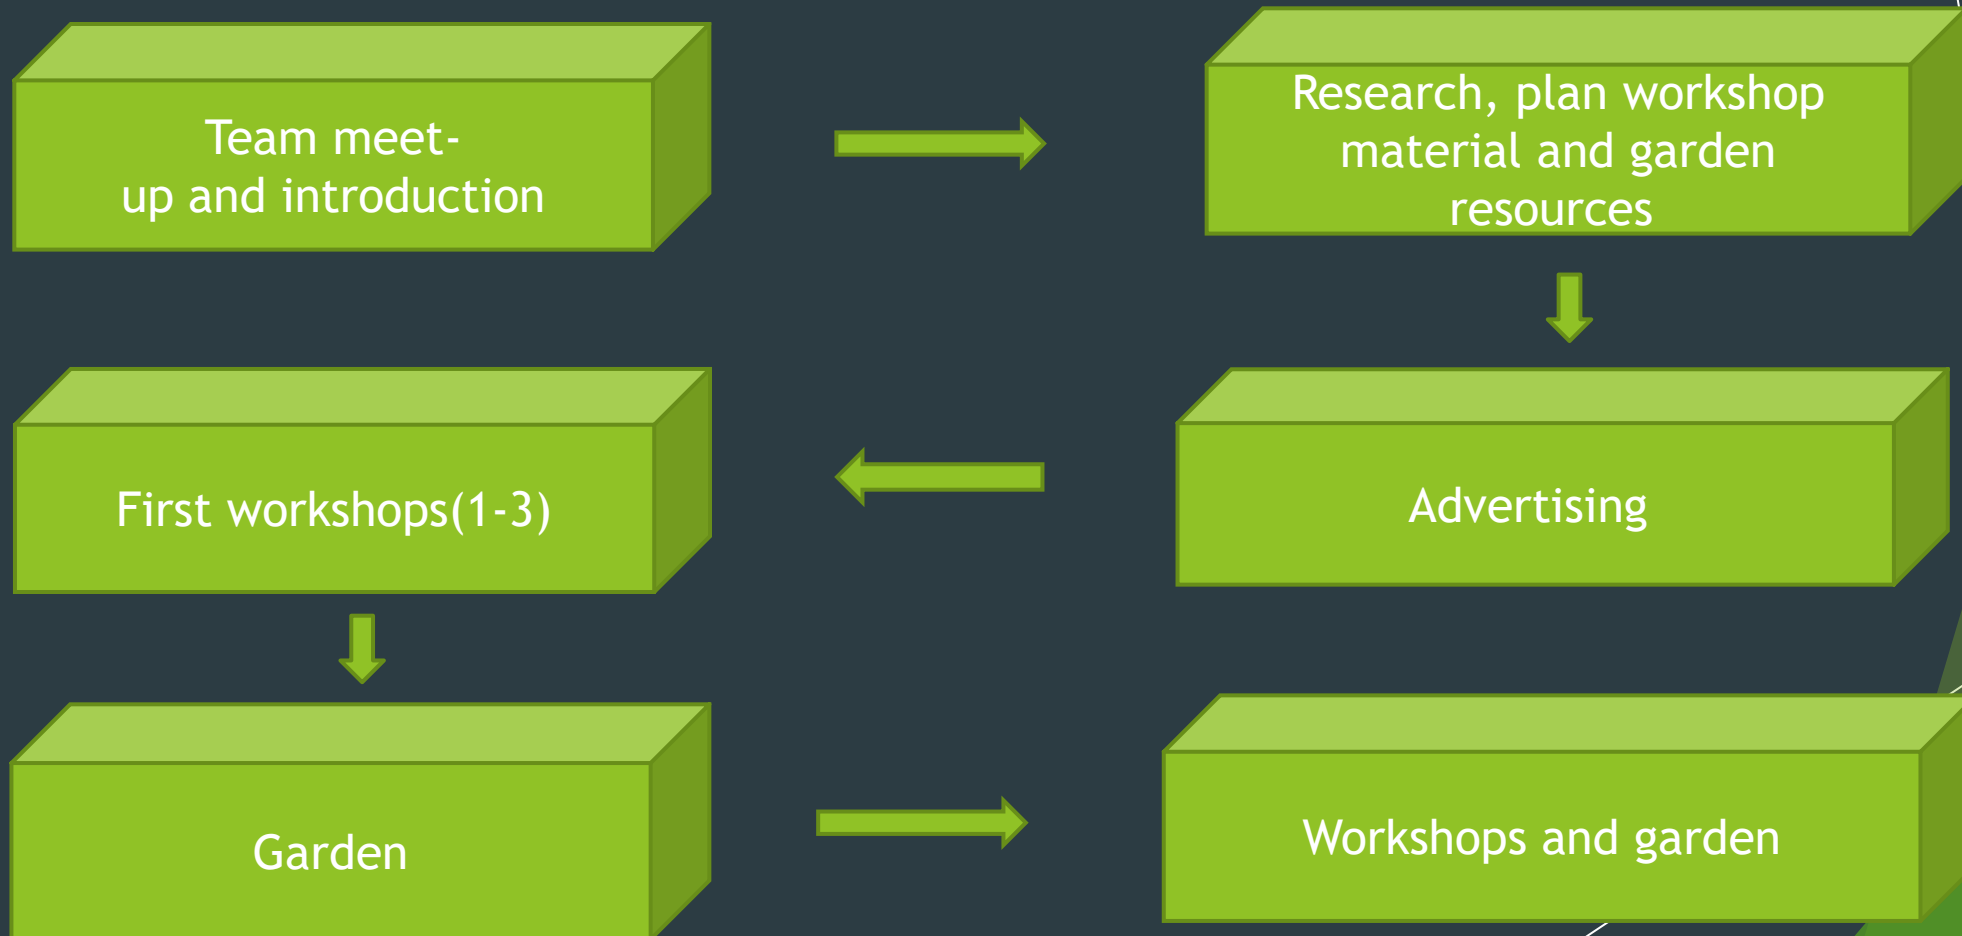 Team meet-
up and introduction
Research, plan workshop
material and garden
resources
Advertising
First workshops(1-3)
Garden
Workshops and garden